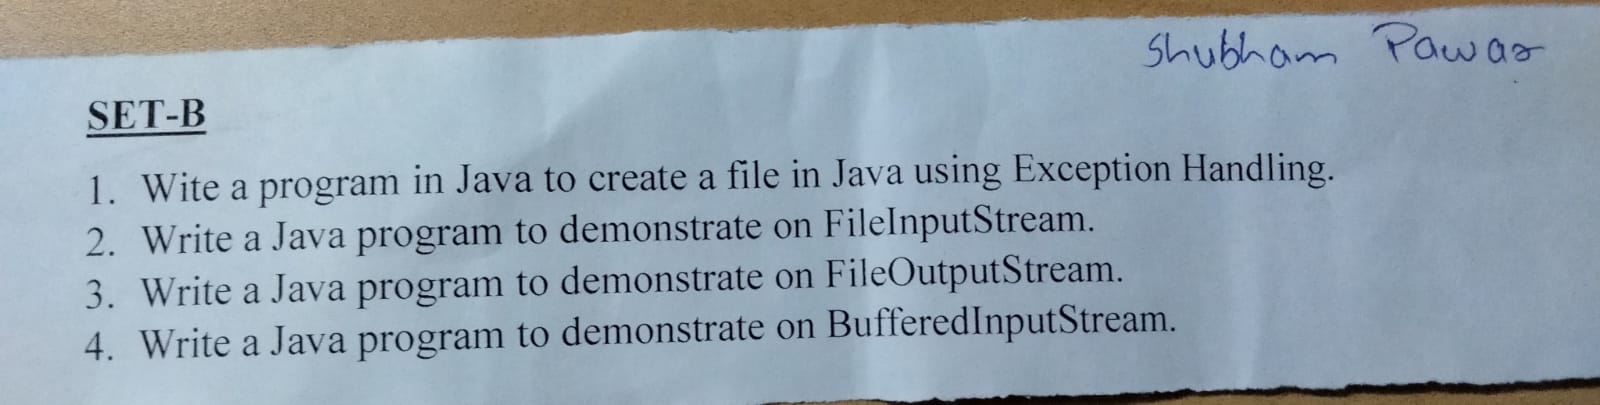 Shubham Pawar
SET-B
1. Wite a program in Java to create a file in Java using Exception Handling.
2. Write a Java program to demonstrate on FileInputStream.
3. Write a Java program to demonstrate on FileOutputStream.
4. Write a Java program to demonstrate on BufferedInputStream.